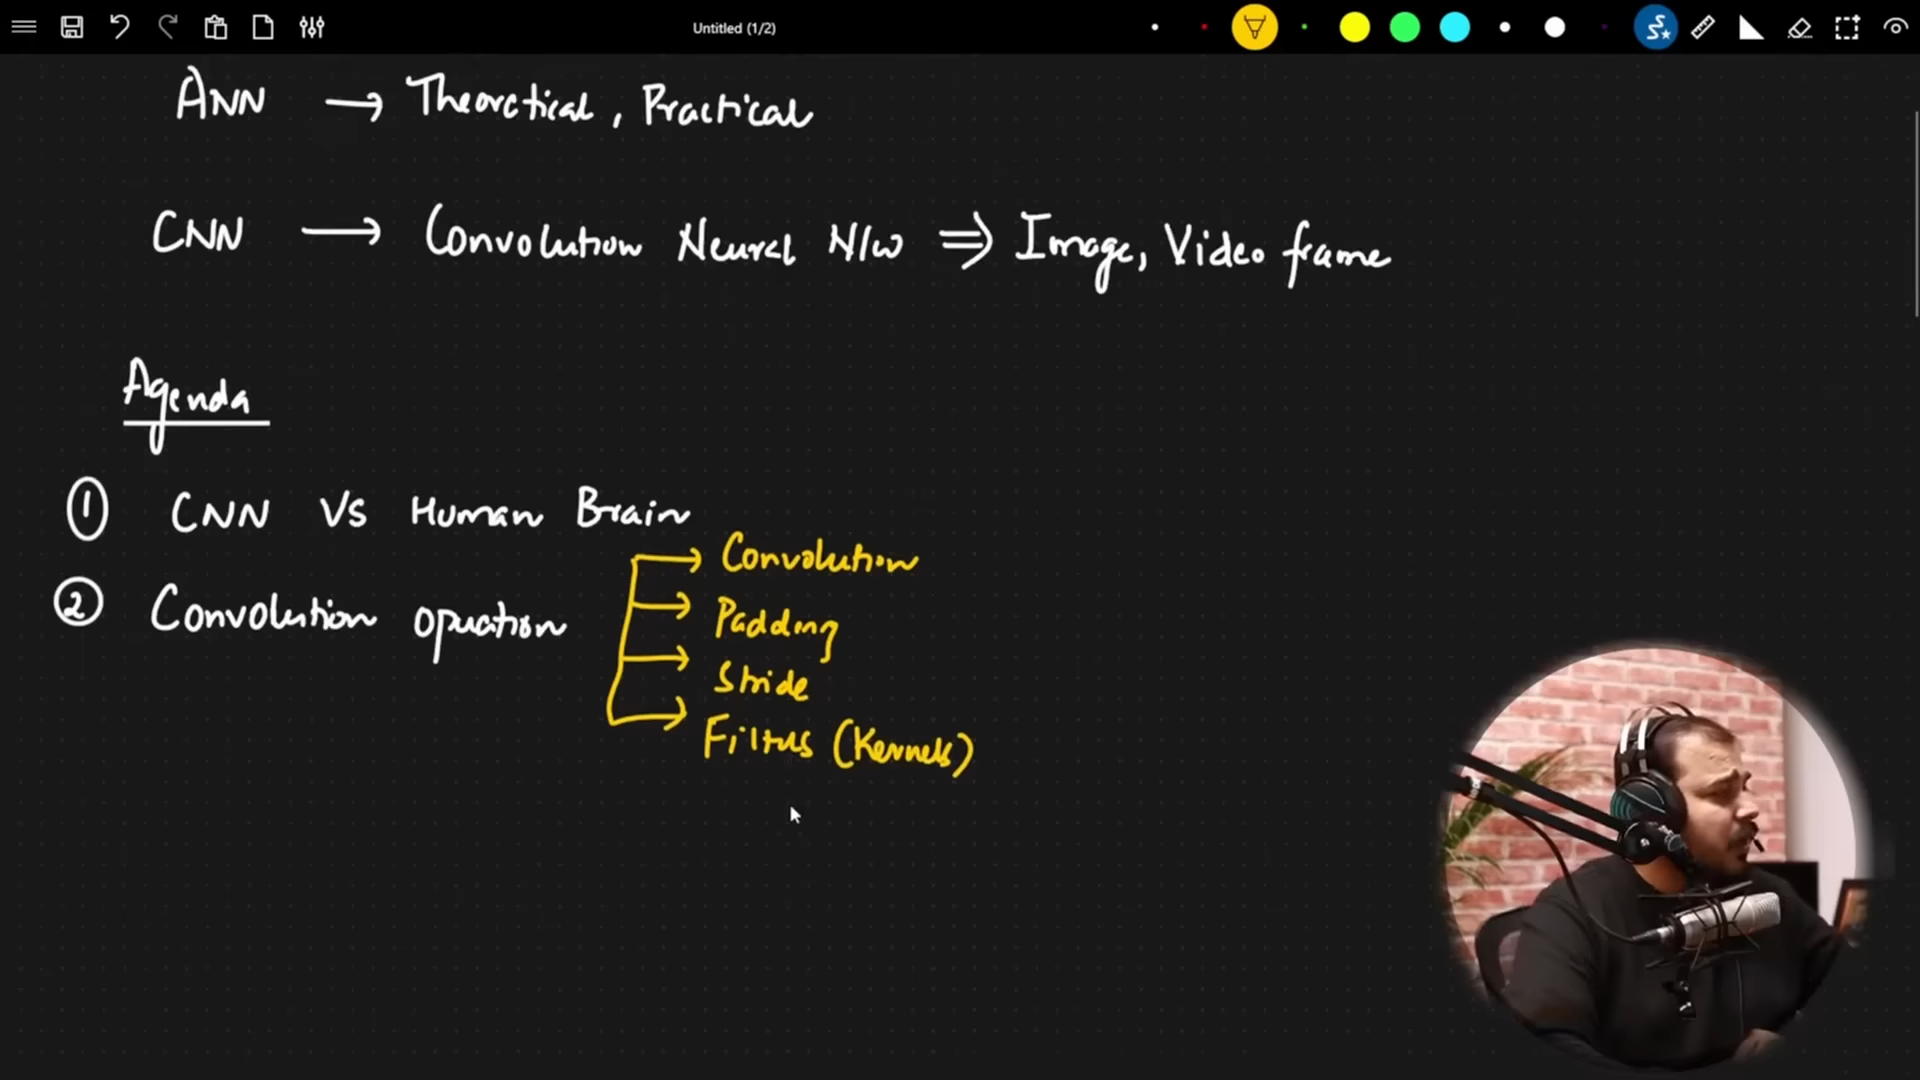 Untitled (1/2)
ANN → Theoretical, Practical
CNN → Convolution Neural N/w ⇒ Image, Video frame
Agenda
① CNN Vs Human Brain
② Convolution operation
→ Convolution
→ Padding
→ Stride
→ Filters (Kernels)